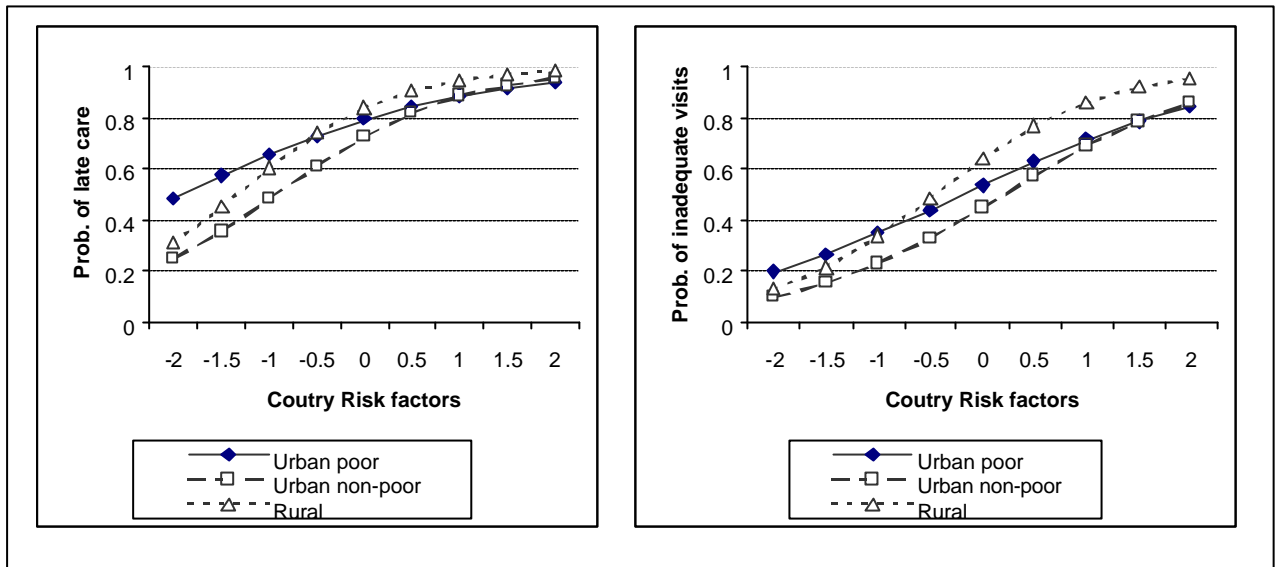 Prob. of late care
1
0.8
0.6
0.4
0.2
0
-2 -1.5 -1 -0.5 0 0.5 1 1.5 2
Coutry Risk factors
Urban poor
Urban non-poor
Rural
Prob. of inadequate visits
1
0.8
0.6
0.4
0.2
0
-2 -1.5 -1 -0.5 0 0.5 1 1.5 2
Coutry Risk factors
Urban poor
Urban non-poor
Rural